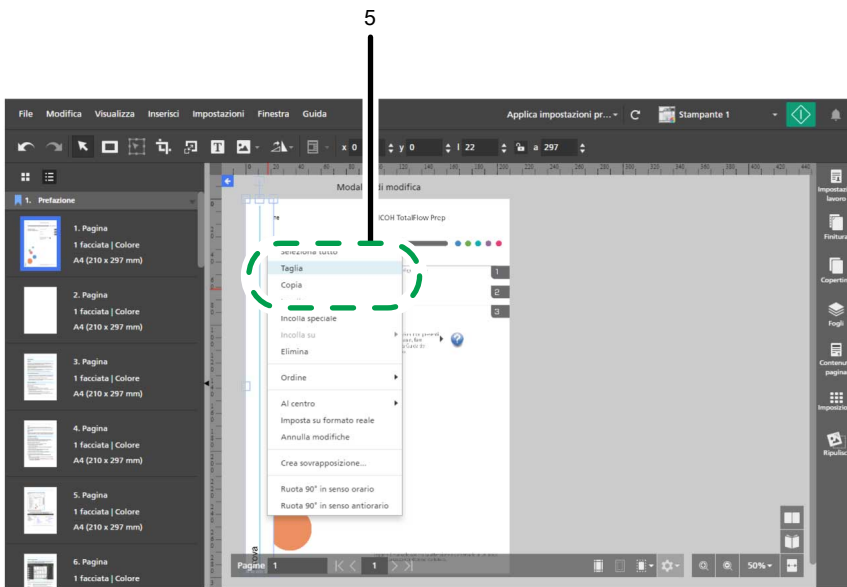 5
File Modifica Visualizza Inserisci Impostazioni Finestra Guida Applica impostazioni pr... Stampante 1
x 0 y 0 l 22 a 297
1. Prefazione
Modal di modifica
ICOH TotalFlow Prep
1. Pagina
1 facciata | Colore
A4 (210 x 297 mm)
2. Pagina
1 facciata | Colore
A4 (210 x 297 mm)
3. Pagina
1 facciata | Colore
A4 (210 x 297 mm)
4. Pagina
1 facciata | Colore
A4 (210 x 297 mm)
5. Pagina
1 facciata | Colore
A4 (210 x 297 mm)
6. Pagina
1 facciata | Colore
Seleziona tutto
Taglia
Copia
Incolla speciale
Incolla su
Elimina
Ordine
Al centro
Imposta su formato reale
Annulla modifiche
Crea sovrapposizione...
Ruota 90° in senso orario
Ruota 90° in senso antiorario
1
2
3
ova
Pagine 1 1 50%
Impostazi
lavoro
Finitura
Copertin
Fogli
Contenu
pagina
Imposizio
Ripulisc